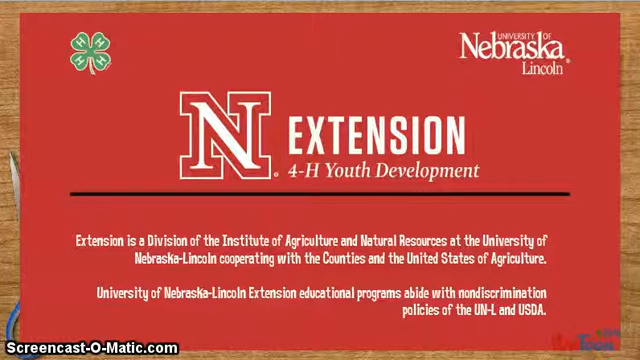 H H H H
UNIVERSITY OF
Nebraska
Lincoln
N EXTENSION
4-H Youth Development
Extension is a Division of the Institute of Agriculture and Natural Resources at the University of
Nebraska-Lincoln cooperating with the Counties and the United States of Agriculture.
University of Nebraska-Lincoln Extension educational programs abide with nondiscrimination
policies of the UN-L and USDA.
Screencast-O-Matic.com